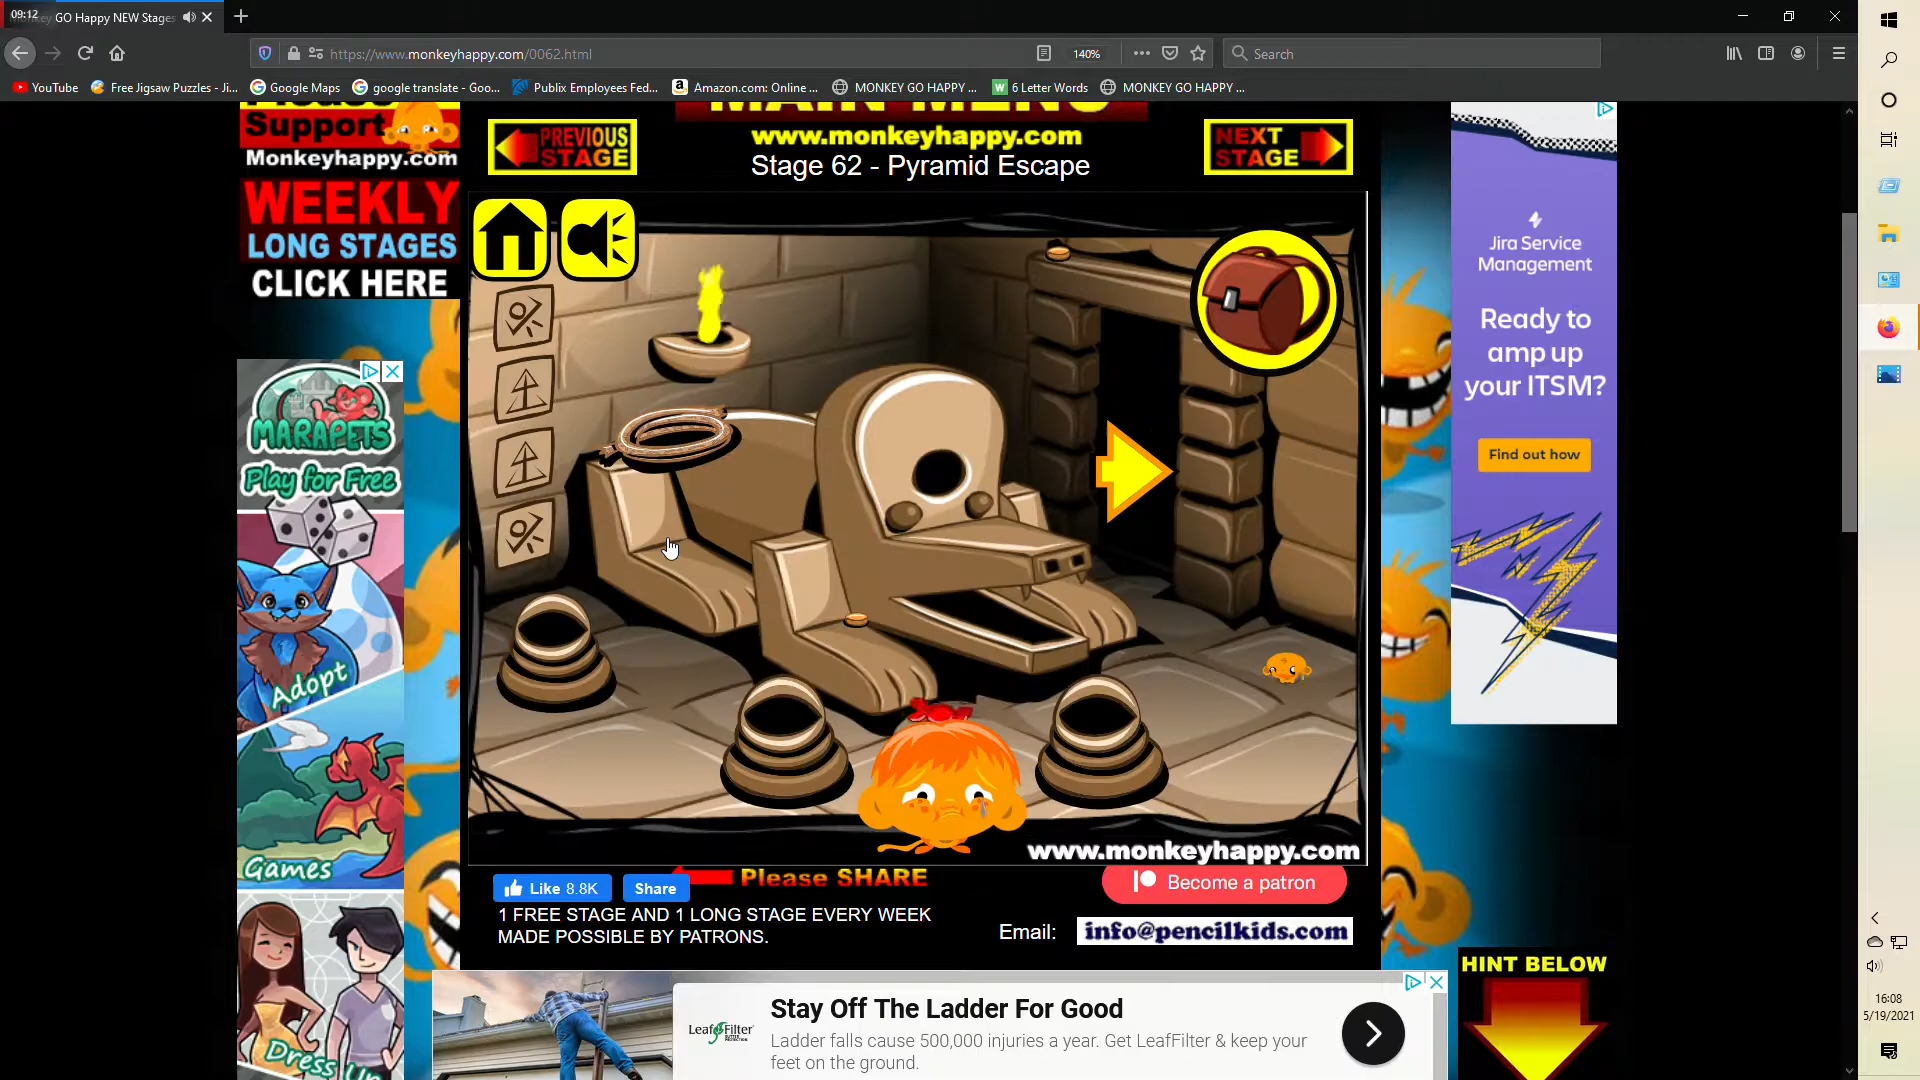 09:12
Monkey GO Happy NEW Stages
https://www.monkeyhappy.com/0062.html
140%
Search
YouTube
Free Jigsaw Puzzles - Ji...
Google Maps
google translate - Goo...
Publix Employees Fed...
Amazon.com: Online ...
MONKEY GO HAPPY ...
6 Letter Words
MONKEY GO HAPPY ...
Please
Support
Monkeyhappy.com
WEEKLY
LONG STAGES
CLICK HERE
MAIN MENU
PREVIOUS
STAGE
www.monkeyhappy.com
Stage 62 - Pyramid Escape
NEXT
STAGE
Jira Service
Management
Ready to
amp up
your ITSM?
Find out how
MARAPETS
Play for Free
Adopt
Games
Dress Up
www.monkeyhappy.com
Like 8.8K
Share
Please SHARE
Become a patron
1 FREE STAGE AND 1 LONG STAGE EVERY WEEK
MADE POSSIBLE BY PATRONS.
Email:
info@pencilkids.com
HINT BELOW
LeafFilter
Stay Off The Ladder For Good
Ladder falls cause 500,000 injuries a year. Get LeafFilter & keep your
feet on the ground.
16:08
5/19/2021